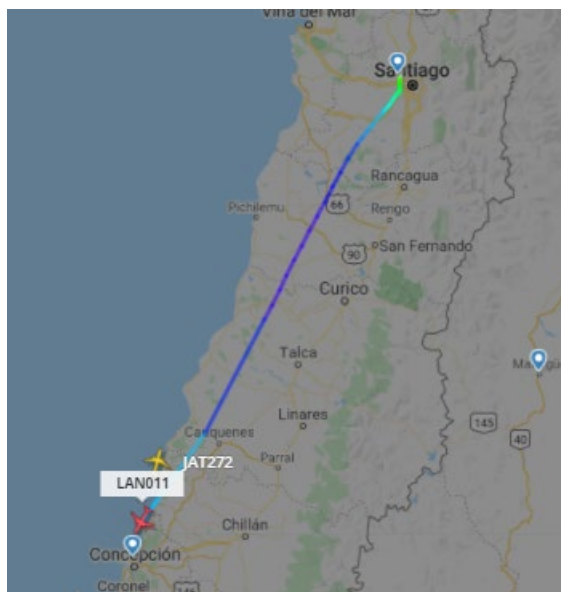 Viña del Mar
Santiago
Rancagua
Pichilemu
66
Rengo
90
San Fernando
Curico
Talca
Linares
145
40
Cauquenes
Parral
JAT272
LAN011
Chillán
Concepción
Coronel